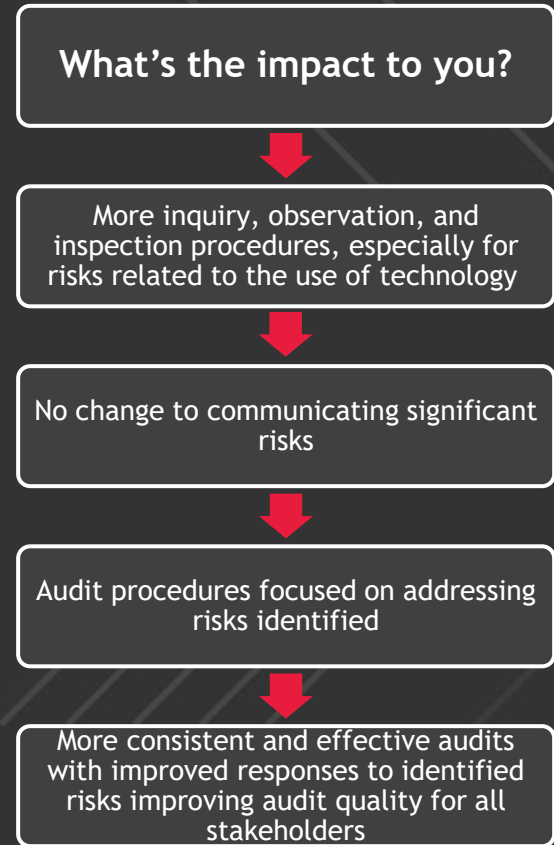 What’s the impact to you?
More inquiry, observation, and
inspection procedures, especially for
risks related to the use of technology
No change to communicating significant
risks
Audit procedures focused on addressing
risks identified
More consistent and effective audits
with improved responses to identified
risks improving audit quality for all
stakeholders